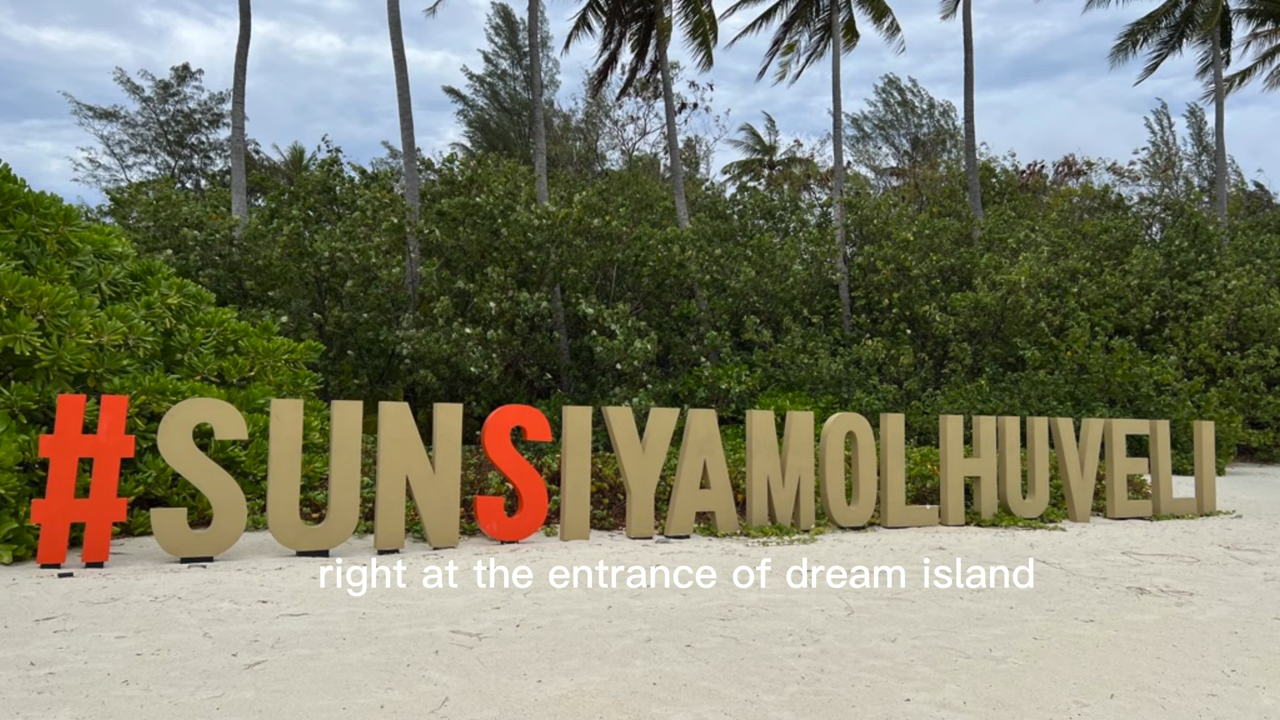 #SUNSIYAMOLHUVELI
right at the entrance of dream island